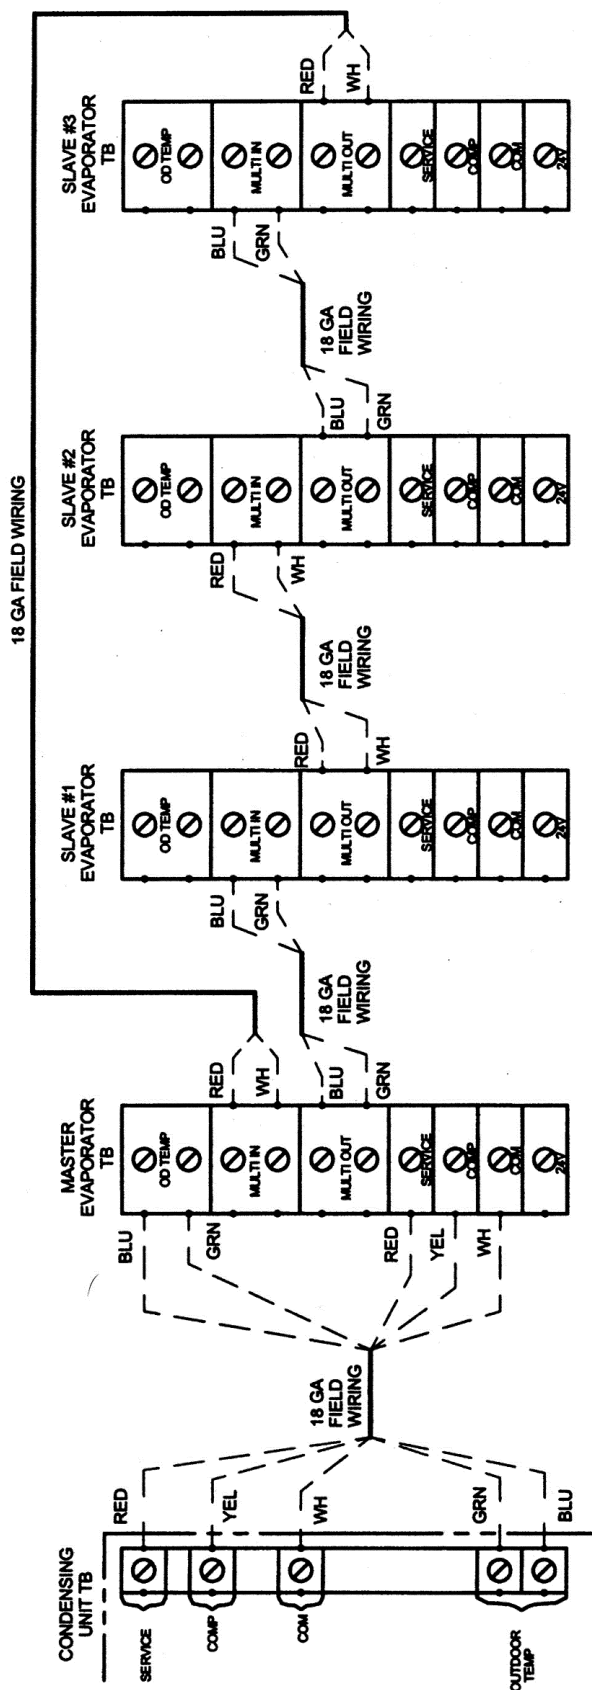 CONDENSING
UNIT TB
SERVICE
COMP
COM
OUTDOOR
TEMP
RED
YEL
WH
GRN
BLU
18 GA
FIELD
WIRING
BLU
GRN
RED
YEL
WH
MASTER
EVAPORATOR
TB
OD TEMP
MULTI IN
MULTI OUT
SERVICE
COMP
COM
24V
RED
WH
BLU
GRN
18 GA
FIELD
WIRING
BLU
GRN
SLAVE #1
EVAPORATOR
TB
OD TEMP
MULTI IN
MULTI OUT
SERVICE
COMP
COM
24V
RED
WH
18 GA
FIELD
WIRING
RED
WH
18 GA FIELD WIRING
SLAVE #2
EVAPORATOR
TB
OD TEMP
MULTI IN
MULTI OUT
SERVICE
COMP
COM
24V
BLU
GRN
18 GA
FIELD
WIRING
BLU
GRN
SLAVE #3
EVAPORATOR
TB
OD TEMP
MULTI IN
MULTI OUT
SERVICE
COMP
COM
24V
RED
WH